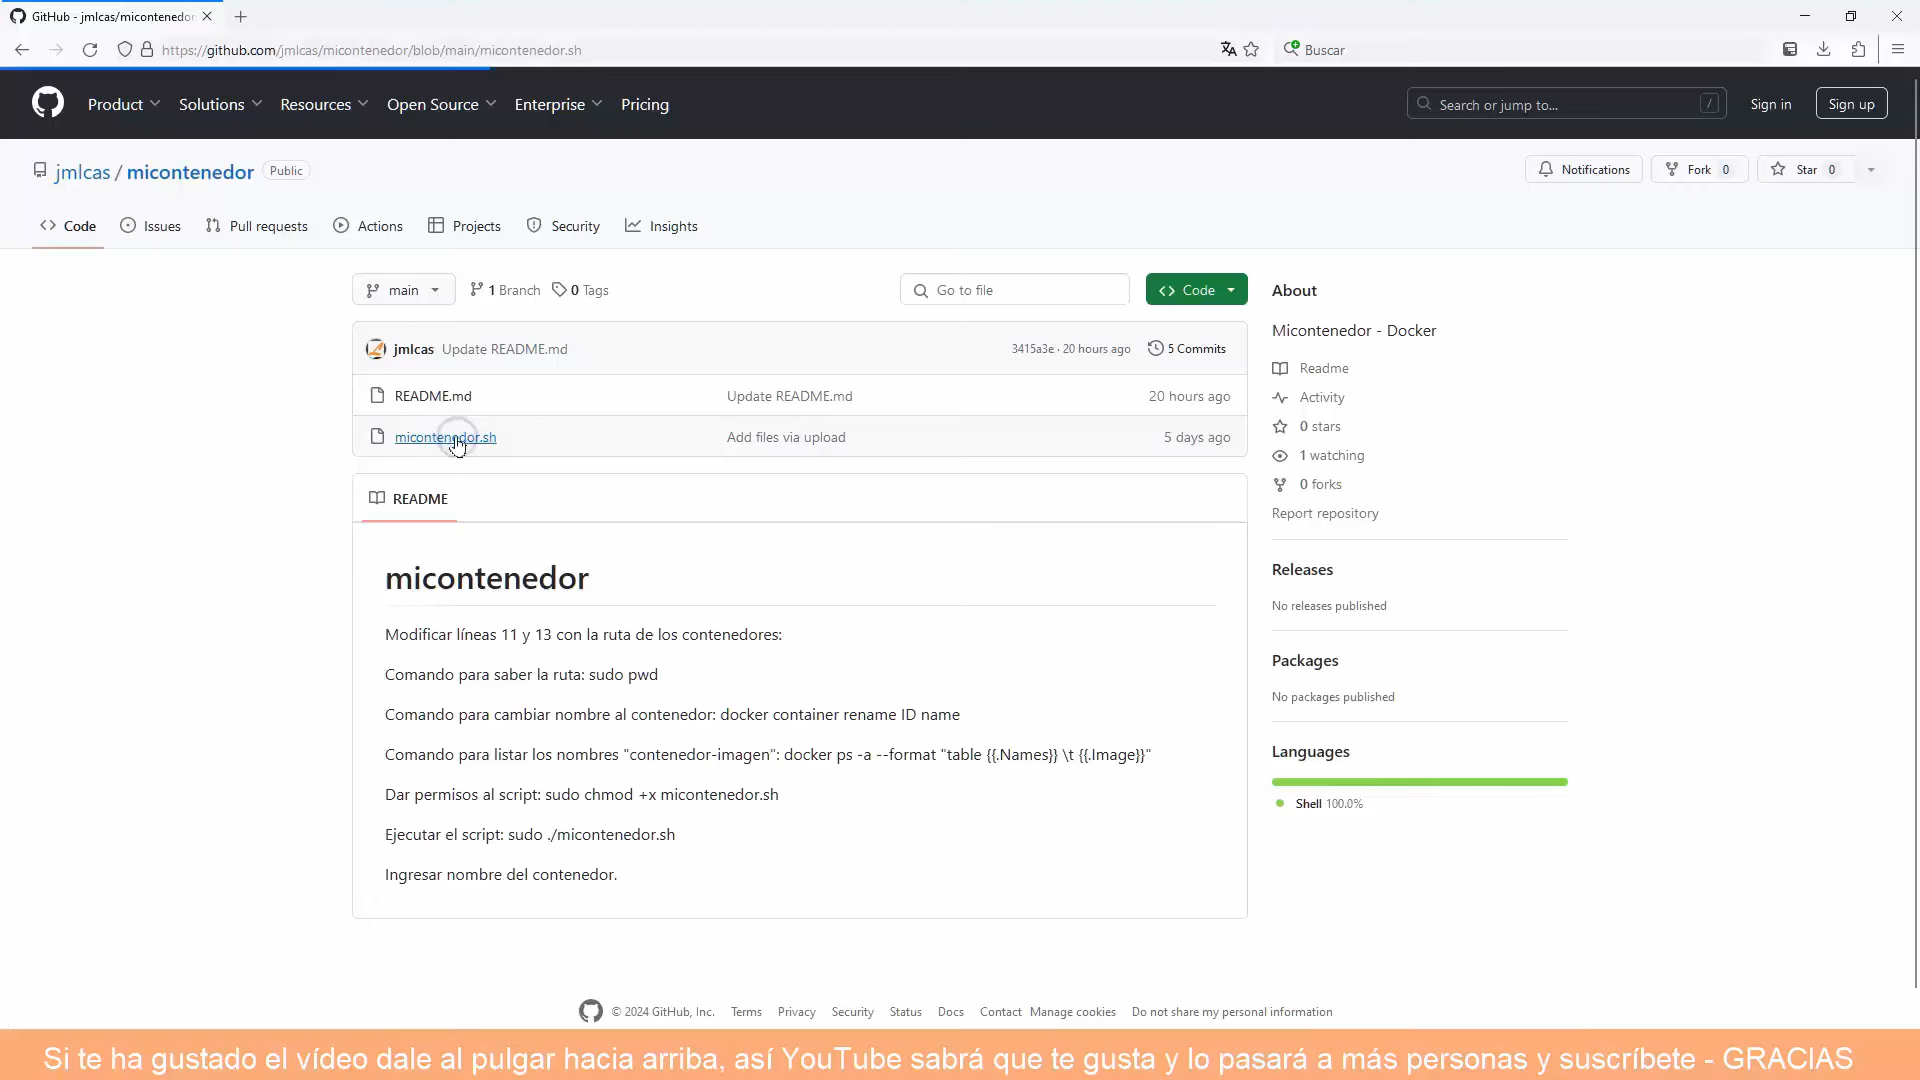 GitHub - jmlcas/micontenedor
https://github.com/jmlcas/micontenedor/blob/main/micontenedor.sh
Buscar
Product
Solutions
Resources
Open Source
Enterprise
Pricing
Search or jump to...
/
Sign in
Sign up
jmlcas / micontenedor
Public
Notifications
Fork 0
Star 0
Code
Issues
Pull requests
Actions
Projects
Security
Insights
main
1 Branch
0 Tags
Go to file
Code
jmlcas Update README.md
3415a3e · 20 hours ago
5 Commits
README.md
Update README.md
20 hours ago
micontenedor.sh
Add files via upload
5 days ago
README
micontenedor
Modificar líneas 11 y 13 con la ruta de los contenedores:
Comando para saber la ruta: sudo pwd
Comando para cambiar nombre al contenedor: docker container rename ID name
Comando para listar los nombres "contenedor-imagen": docker ps -a --format "table {{.Names}} \t {{.Image}}"
Dar permisos al script: sudo chmod +x micontenedor.sh
Ejecutar el script: sudo ./micontenedor.sh
Ingresar nombre del contenedor.
About
Micontenedor - Docker
Readme
Activity
0 stars
1 watching
0 forks
Report repository
Releases
No releases published
Packages
No packages published
Languages
Shell 100.0%
© 2024 GitHub, Inc.
Terms
Privacy
Security
Status
Docs
Contact
Manage cookies
Do not share my personal information
Si te ha gustado el vídeo dale al pulgar hacia arriba, así YouTube sabrá que te gusta y lo pasará a más personas y suscríbete - GRACIAS